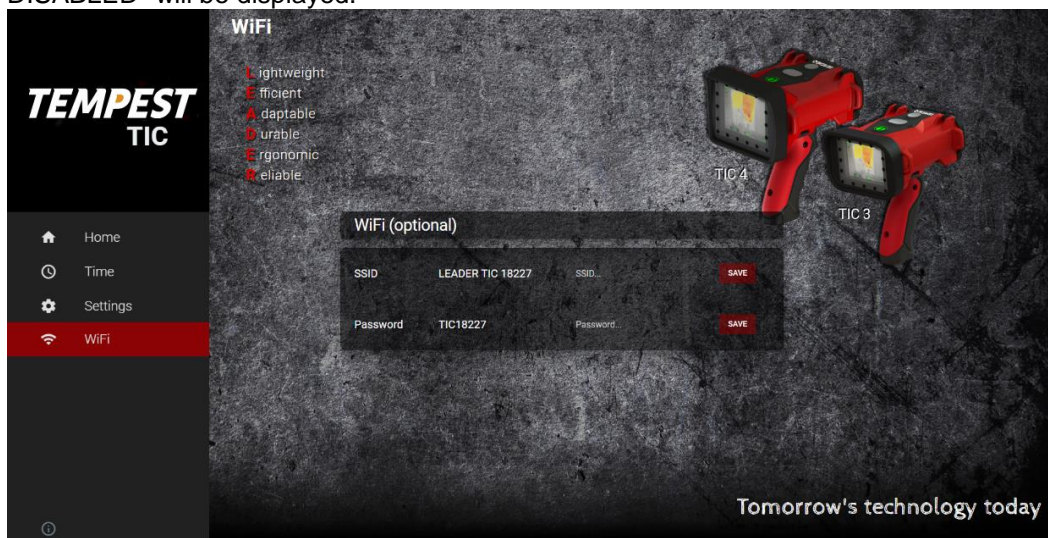 DISABLED" will be displayed.
WiFi
Lightweight
Efficient
Adaptable
Durable
Ergonomic
Reliable
TEMPEST
TIC
TIC 4
TIC 3
WiFi (optional)
Home
Time
SSID LEADER TIC 18227 SSID... SAVE
Settings
Password TIC18227 Password... SAVE
WiFi
Tomorrow's technology today